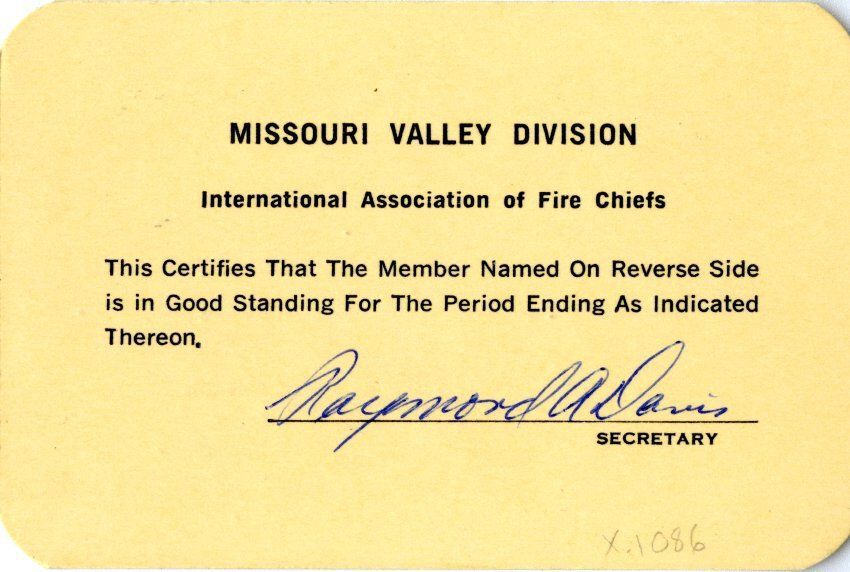 MISSOURI VALLEY DIVISION
International Association of Fire Chiefs
This Certifies That The Member Named On Reverse Side
is in Good Standing For The Period Ending As Indicated
Thereon.
Raymond A Davis
SECRETARY
X.1086